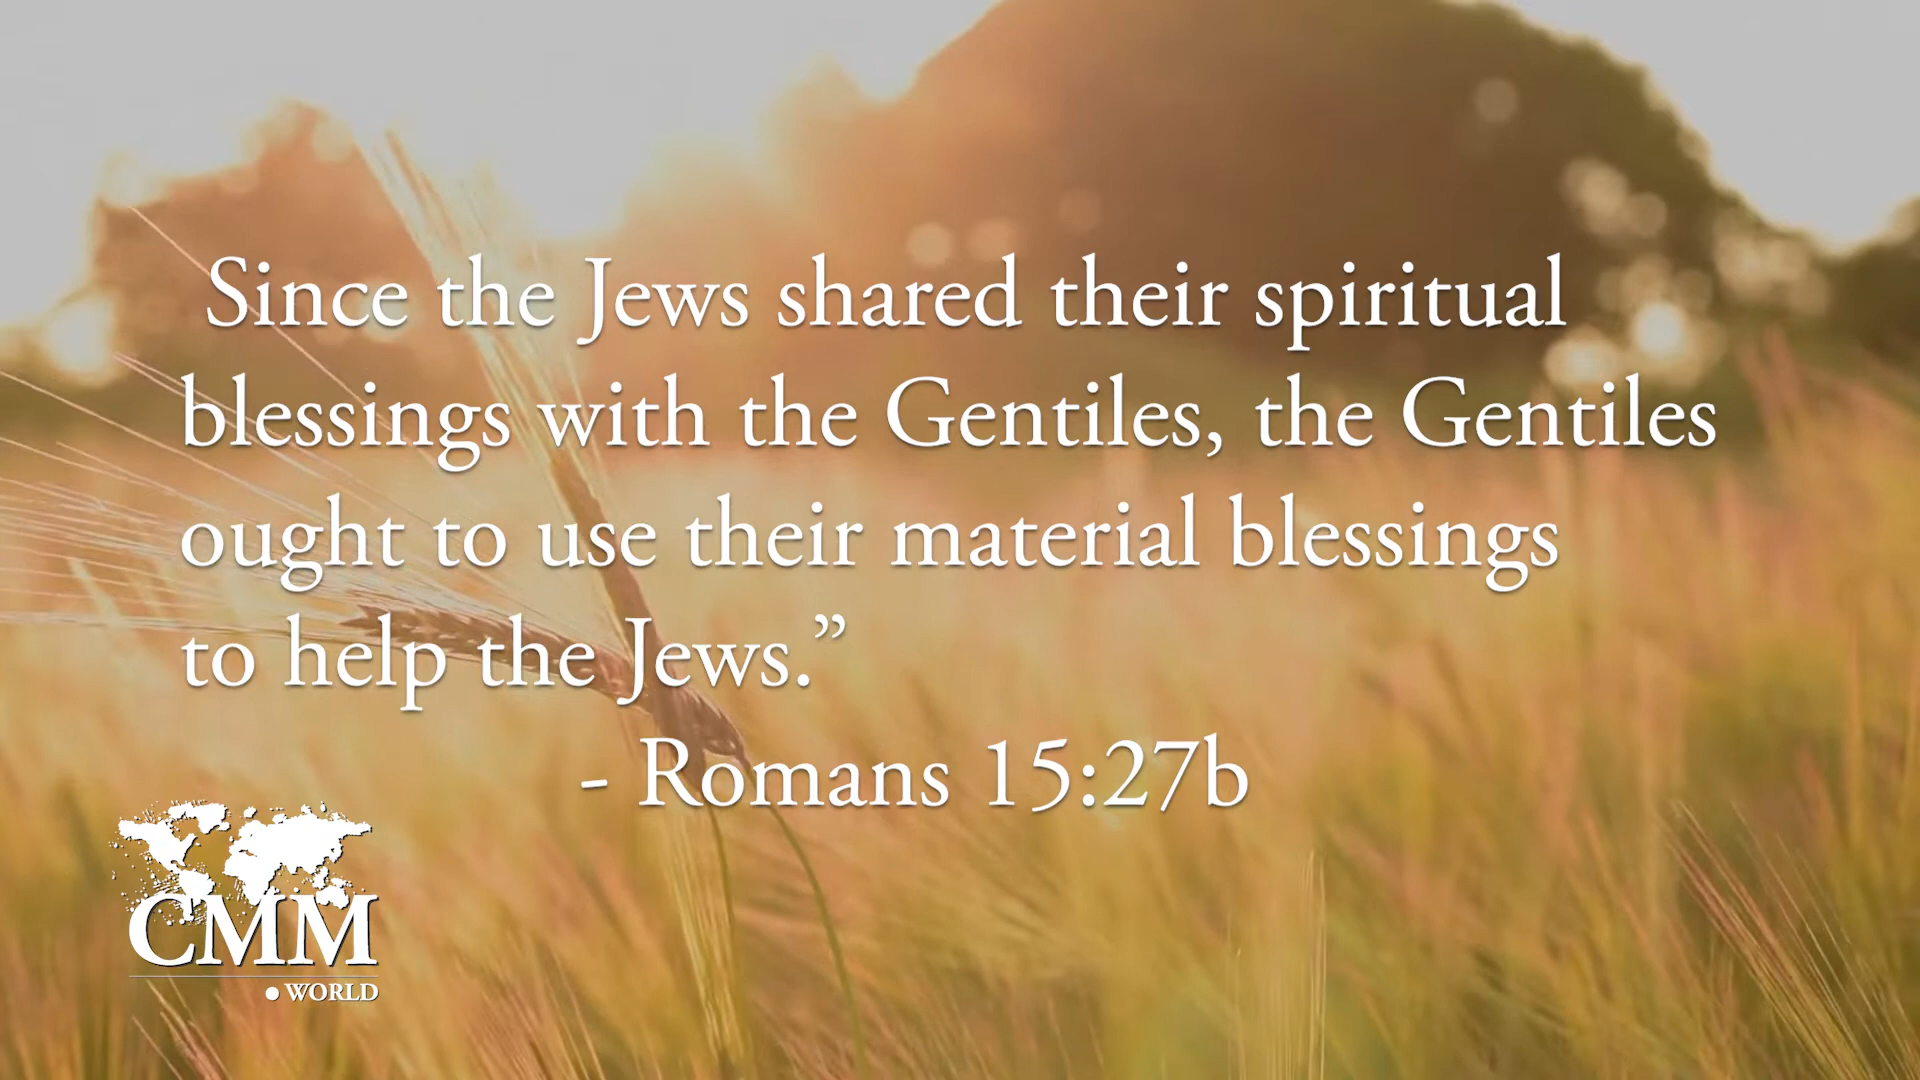 Since the Jews shared their spiritual
blessings with the Gentiles, the Gentiles
ought to use their material blessings
to help the Jews.”
- Romans 15:27b
CMM
• WORLD